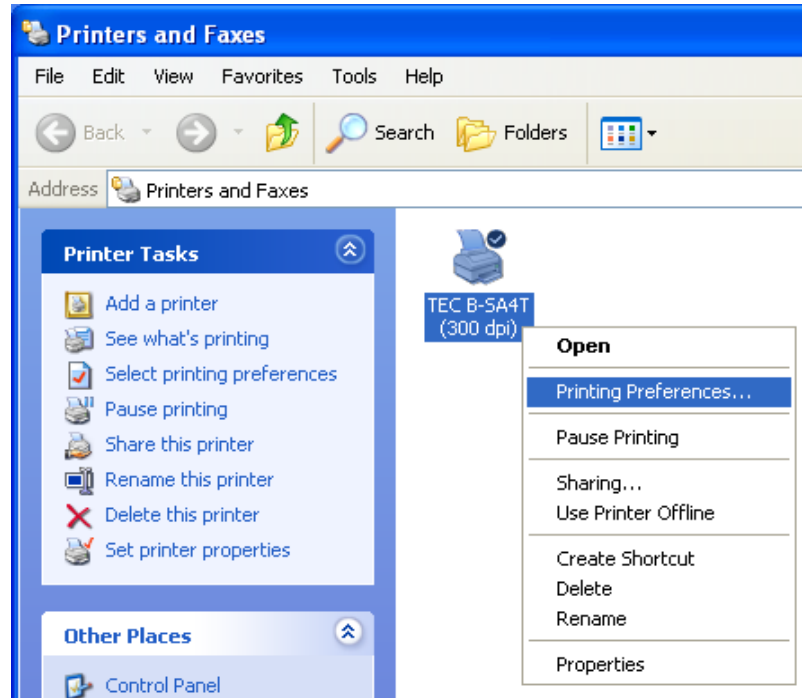 Printers and Faxes
File Edit View Favorites Tools Help
Back Search Folders
Address Printers and Faxes
Printer Tasks
Add a printer
See what's printing
Select printing preferences
Pause printing
Share this printer
Rename this printer
Delete this printer
Set printer properties
Other Places
Control Panel
TEC B-SA4T
(300 dpi)
Open
Printing Preferences...
Pause Printing
Sharing...
Use Printer Offline
Create Shortcut
Delete
Rename
Properties